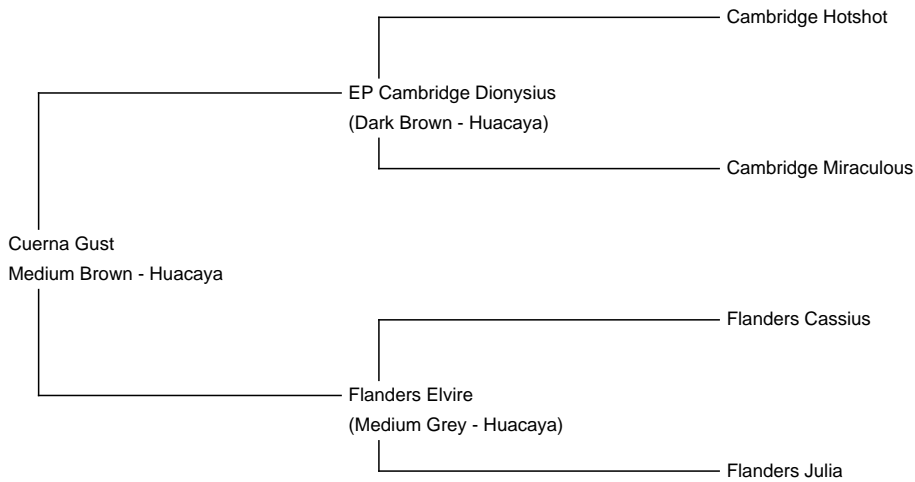 Cambridge Hotshot
EP Cambridge Dionysius
(Dark Brown - Huacaya)
Cambridge Miraculous
Cuerna Gust
Medium Brown - Huacaya
Flanders Cassius
Flanders Elvire
(Medium Grey - Huacaya)
Flanders Julia